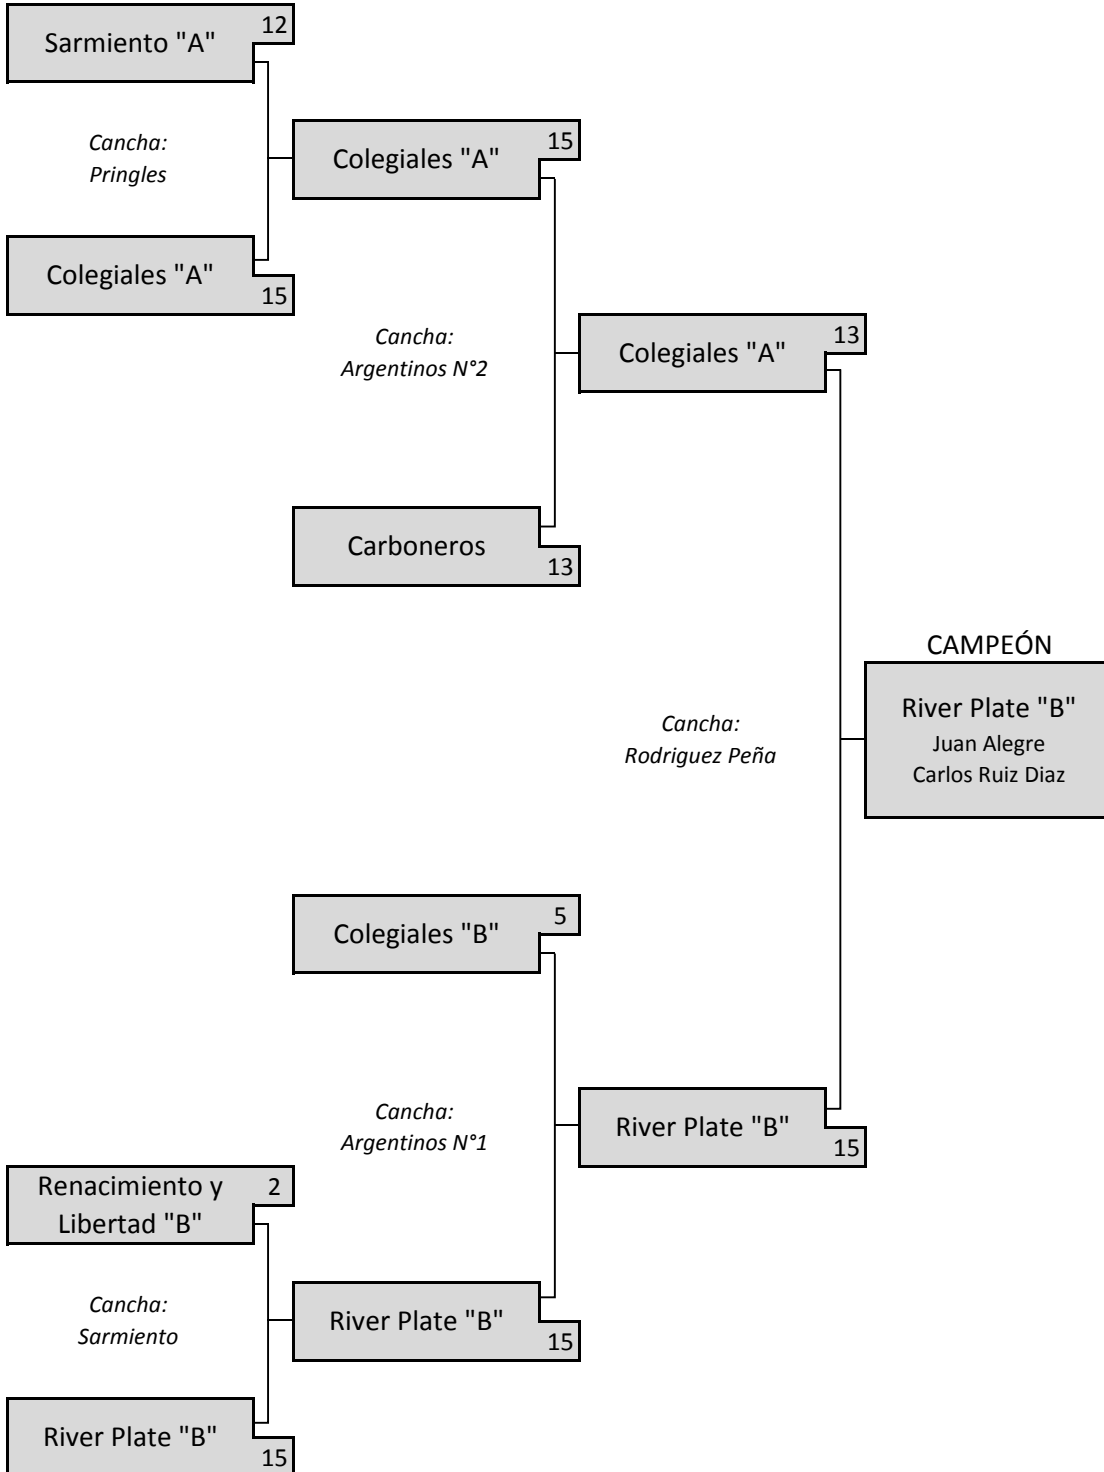 12
Sarmiento "A"
Cancha:
Pringles
15
Colegiales "A"
Colegiales "A"
15
Cancha:
Argentinos N°2
13
Colegiales "A"
Carboneros
13
CAMPEÓN
River Plate "B"
Juan Alegre
Carlos Ruiz Diaz
Cancha:
Rodriguez Peña
5
Colegiales "B"
Cancha:
Argentinos N°1
River Plate "B"
15
Renacimiento y 2
Libertad "B"
Cancha:
Sarmiento
River Plate "B"
15
River Plate "B"
15